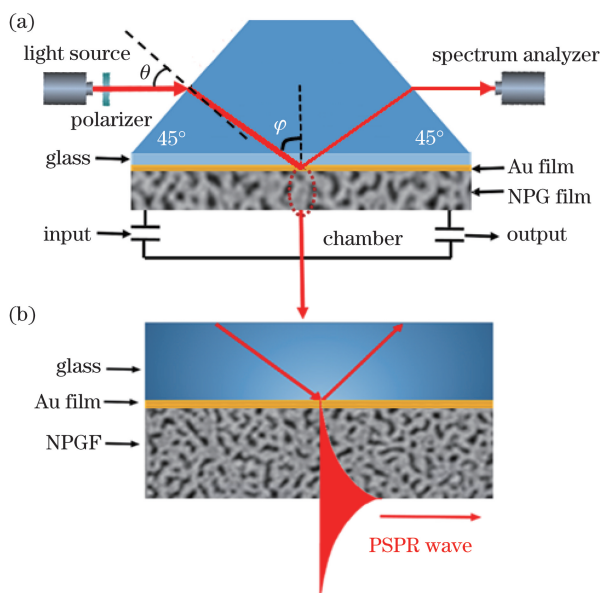 (a)
light source
θ
spectrum analyzer
polarizer
φ
45°
45°
glass
Au film
NPG film
input
chamber
output
(b)
glass
Au film
NPGF
PSPR wave